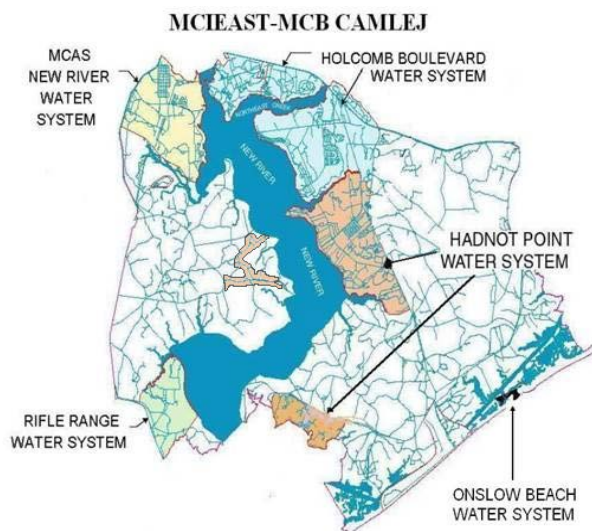 MCIEAST-MCB CAMLEJ
MCAS
NEW RIVER
WATER
SYSTEM
HOLCOMB BOULEVARD
WATER SYSTEM
NORTHEAST CREEK
NEW RIVER
NEW RIVER
HADNOT POINT
WATER SYSTEM
RIFLE RANGE
WATER SYSTEM
ONSLOW BEACH
WATER SYSTEM